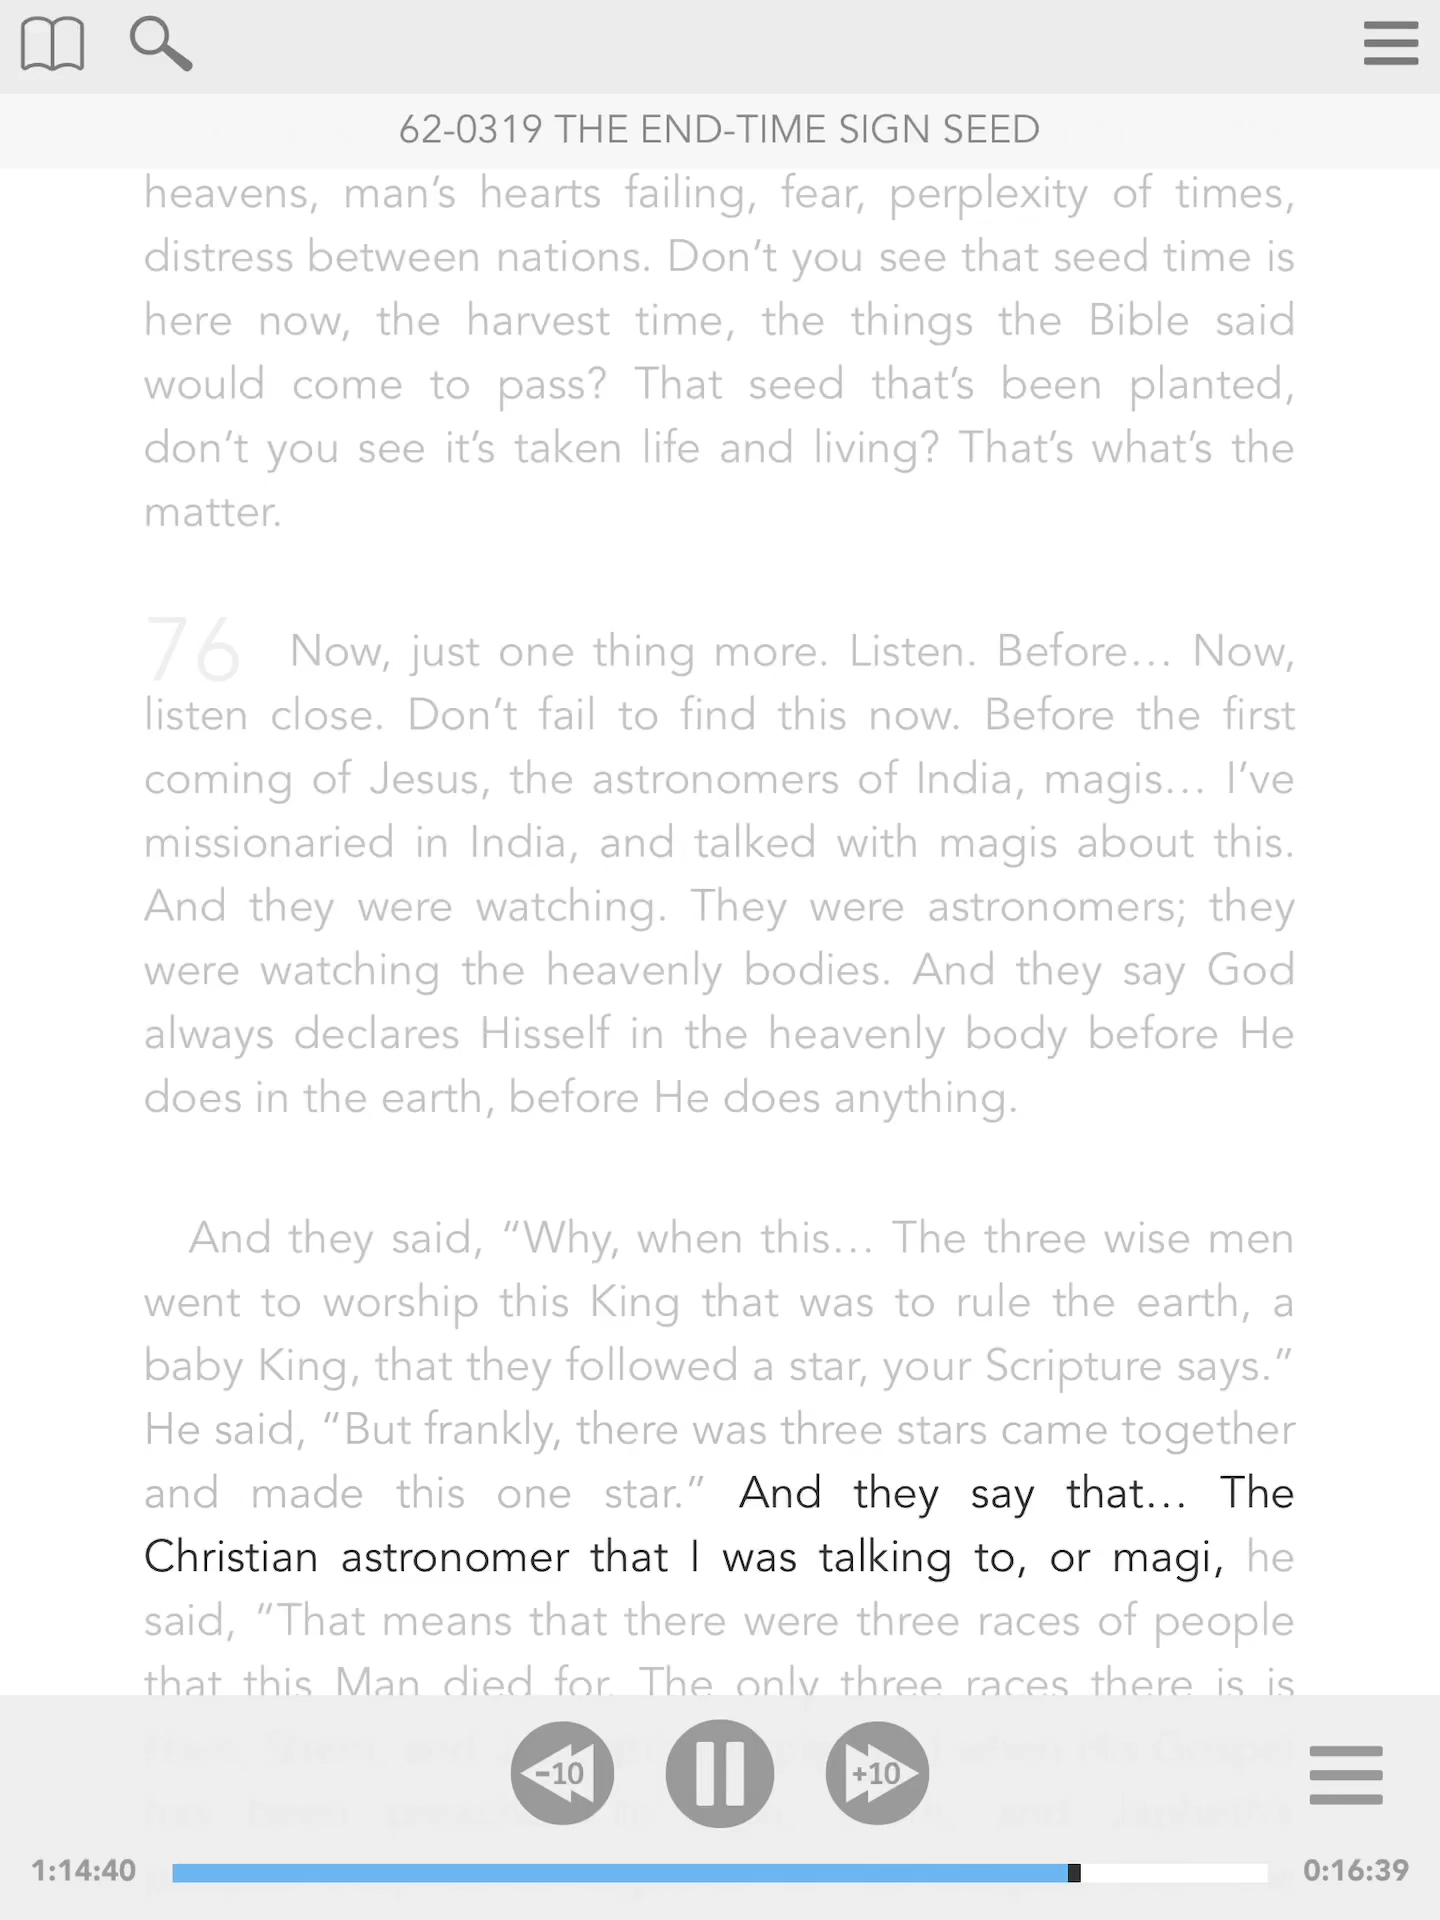 62-0319 THE END-TIME SIGN SEED
heavens, man’s hearts failing, fear, perplexity of times,
distress between nations. Don’t you see that seed time is
here now, the harvest time, the things the Bible said
would come to pass? That seed that’s been planted,
don’t you see it’s taken life and living? That’s what’s the
matter.
76 Now, just one thing more. Listen. Before… Now,
listen close. Don’t fail to find this now. Before the first
coming of Jesus, the astronomers of India, magis… I’ve
missionaried in India, and talked with magis about this.
And they were watching. They were astronomers; they
were watching the heavenly bodies. And they say God
always declares Hisself in the heavenly body before He
does in the earth, before He does anything.
And they said, “Why, when this… The three wise men
went to worship this King that was to rule the earth, a
baby King, that they followed a star, your Scripture says.”
He said, “But frankly, there was three stars came together
and made this one star.” And they say that… The
Christian astronomer that I was talking to, or magi, he
said, “That means that there were three races of people
that this Man died for. The only three races there is is
-10 +10
1:14:40 0:16:39